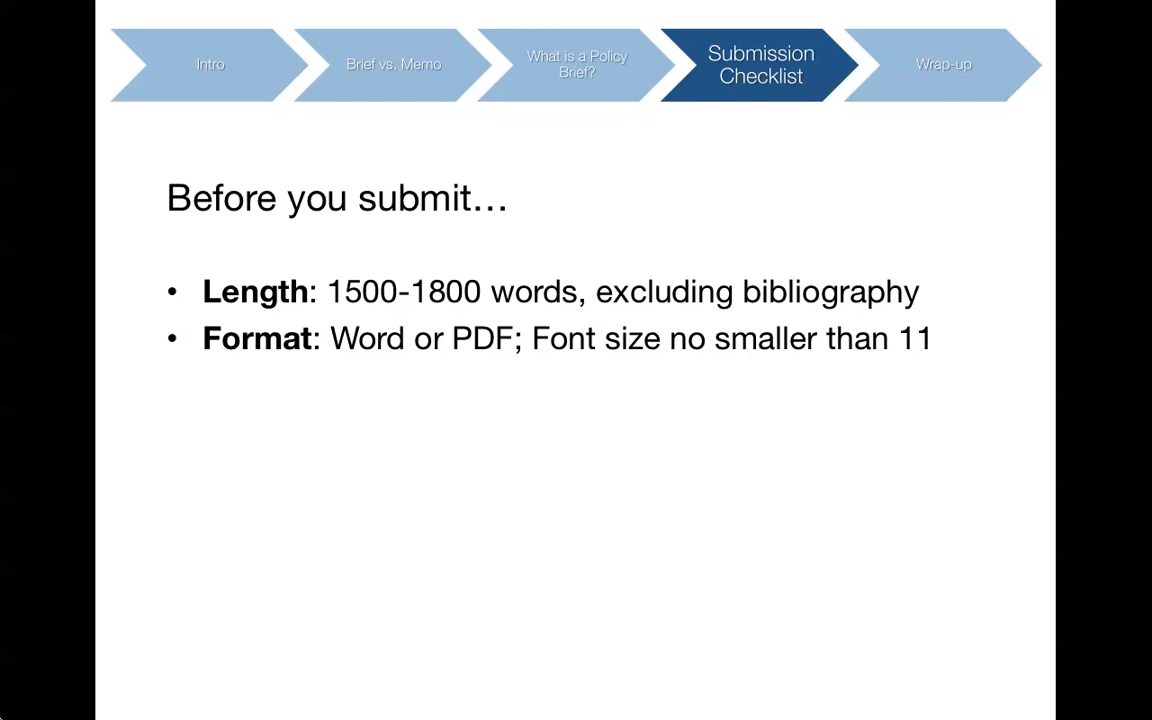 Intro
Brief vs. Memo
What is a Policy
Brief?
Submission
Checklist
Wrap-up
Before you submit…
• Length: 1500-1800 words, excluding bibliography
• Format: Word or PDF; Font size no smaller than 11